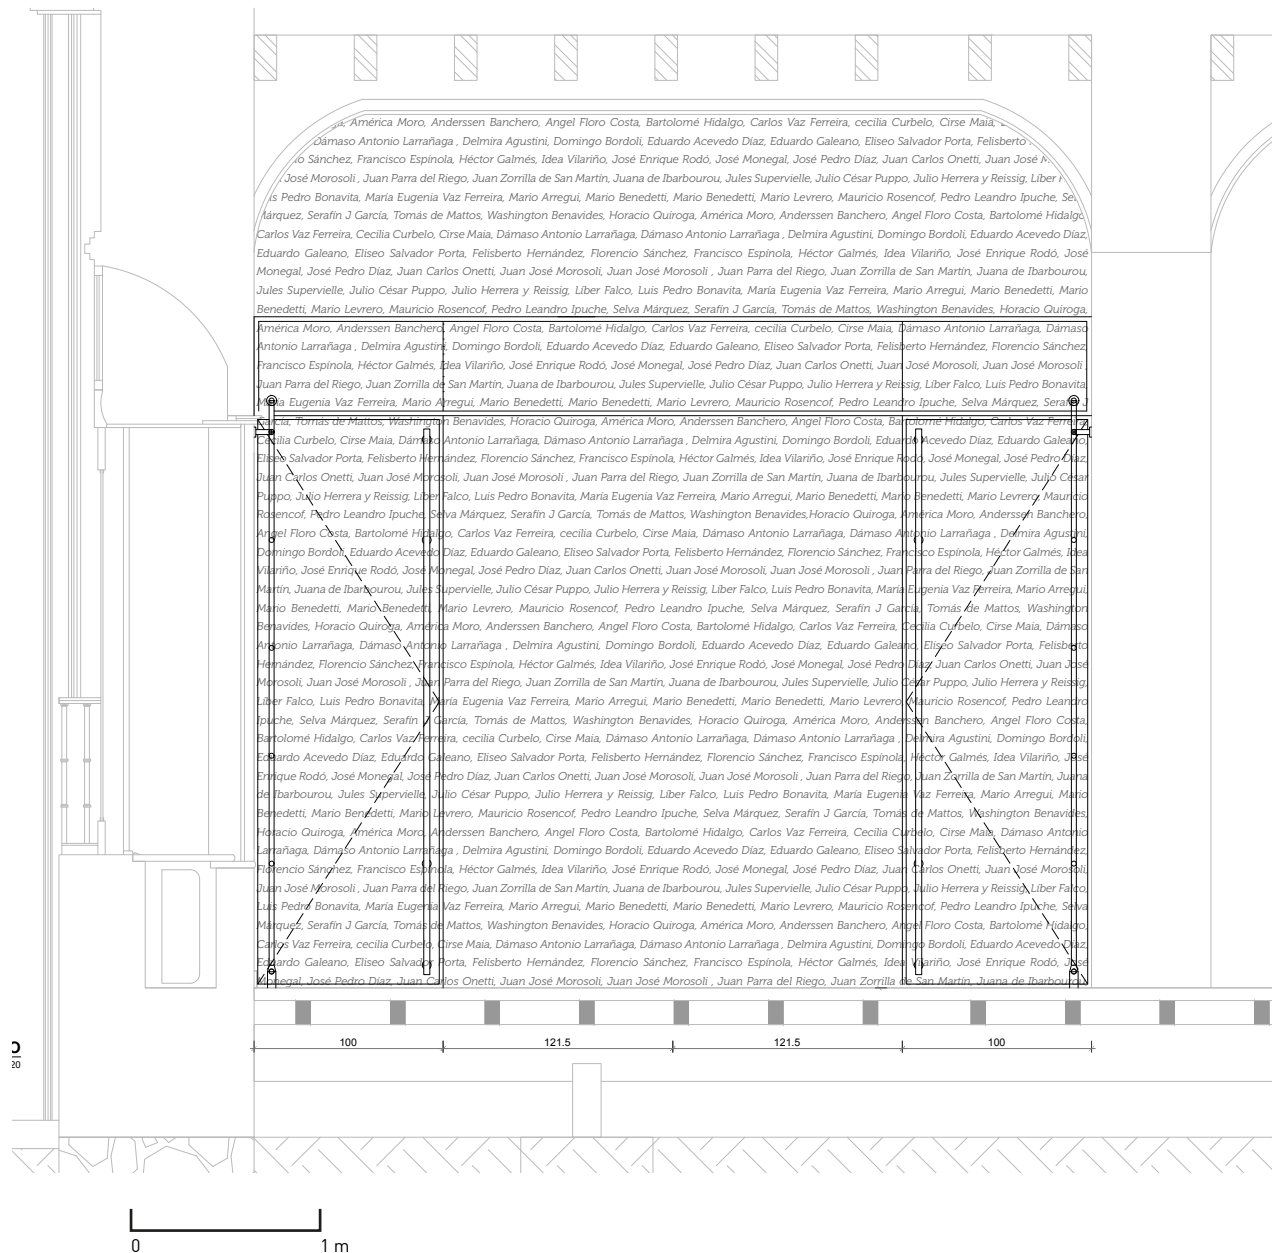 América Moro, Anderssen Banchero, Angel Floro Costa, Bartolomé Hidalgo, Carlos Vaz Ferreira, cecilia Curbelo, Cirse Maia,
Dámaso Antonio Larrañaga , Delmira Agustini, Domingo Bordoli, Eduardo Acevedo Díaz, Eduardo Galeano, Eliseo Salvador Porta, Felisberto
Sánchez, Francisco Espínola, Héctor Galmés, Idea Vilariño, José Enrique Rodó, José Monegal, José Pedro Díaz, Juan Carlos Onetti, Juan José
José Morosoli , Juan Parra del Riego, Juan Zorrilla de San Martín, Juana de Ibarbourou, Jules Supervielle, Julio César Puppo, Julio Herrera y Reissig, Líber
Pedro Bonavita, María Eugenia Vaz Ferreira, Mario Arregui, Mario Benedetti, Mario Benedetti, Mario Levrero, Mauricio Rosencof, Pedro Leandro Ipuche,
Márquez, Serafín J García, Tomás de Mattos, Washington Benavides, Horacio Quiroga, América Moro, Anderssen Banchero, Angel Floro Costa, Bartolomé Hidalgo,
Carlos Vaz Ferreira, Cecilia Curbelo, Cirse Maia, Dámaso Antonio Larrañaga, Dámaso Antonio Larrañaga , Delmira Agustini, Domingo Bordoli, Eduardo Acevedo Díaz,
Eduardo Galeano, Eliseo Salvador Porta, Felisberto Hernández, Florencio Sánchez, Francisco Espínola, Héctor Galmés, Idea Vilariño, José Enrique Rodó, José
Monegal, José Pedro Díaz, Juan Carlos Onetti, Juan José Morosoli, Juan José Morosoli , Juan Parra del Riego, Juan Zorrilla de San Martín, Juana de Ibarbourou,
Jules Supervielle, Julio César Puppo, Julio Herrera y Reissig, Líber Falco, Luis Pedro Bonavita, María Eugenia Vaz Ferreira, Mario Arregui, Mario Benedetti, Mario
Benedetti, Mario Levrero, Mauricio Rosencof, Pedro Leandro Ipuche, Selva Márquez, Serafín J García, Tomás de Mattos, Washington Benavides, Horacio Quiroga,
América Moro, Anderssen Banchero, Angel Floro Costa, Bartolomé Hidalgo, Carlos Vaz Ferreira, cecilia Curbelo, Cirse Maia, Dámaso Antonio Larrañaga, Dámaso
Antonio Larrañaga , Delmira Agustini, Domingo Bordoli, Eduardo Acevedo Díaz, Eduardo Galeano, Eliseo Salvador Porta, Felisberto Hernández, Florencio Sánchez,
Francisco Espínola, Héctor Galmés, Idea Vilariño, José Enrique Rodó, José Monegal, José Pedro Díaz, Juan Carlos Onetti, Juan José Morosoli, Juan José Morosoli ,
Juan Parra del Riego, Juan Zorrilla de San Martín, Juana de Ibarbourou, Jules Supervielle, Julio César Puppo, Julio Herrera y Reissig, Líber Falco, Luis Pedro Bonavita,
María Eugenia Vaz Ferreira, Mario Arregui, Mario Benedetti, Mario Benedetti, Mario Levrero, Mauricio Rosencof, Pedro Leandro Ipuche, Selva Márquez, Serafín J
García, Tomás de Mattos, Washington Benavides, Horacio Quiroga, América Moro, Anderssen Banchero, Angel Floro Costa, Bartolomé Hidalgo, Carlos Vaz Ferreira,
Cecilia Curbelo, Cirse Maia, Dámaso Antonio Larrañaga, Dámaso Antonio Larrañaga , Delmira Agustini, Domingo Bordoli, Eduardo Acevedo Díaz, Eduardo Galeano,
Eliseo Salvador Porta, Felisberto Hernández, Florencio Sánchez, Francisco Espínola, Héctor Galmés, Idea Vilariño, José Enrique Rodó, José Monegal, José Pedro Díaz,
Juan Carlos Onetti, Juan José Morosoli, Juan José Morosoli , Juan Parra del Riego, Juan Zorrilla de San Martín, Juana de Ibarbourou, Jules Supervielle, Julio César
Puppo, Julio Herrera y Reissig, Líber Falco, Luis Pedro Bonavita, María Eugenia Vaz Ferreira, Mario Arregui, Mario Benedetti, Mario Benedetti, Mario Levrero, Mauricio
Rosencof, Pedro Leandro Ipuche, Selva Márquez, Serafín J García, Tomás de Mattos, Washington Benavides,Horacio Quiroga, América Moro, Anderssen Banchero,
Angel Floro Costa, Bartolomé Hidalgo, Carlos Vaz Ferreira, cecilia Curbelo, Cirse Maia, Dámaso Antonio Larrañaga, Dámaso Antonio Larrañaga , Delmira Agustini,
Domingo Bordoli, Eduardo Acevedo Díaz, Eduardo Galeano, Eliseo Salvador Porta, Felisberto Hernández, Florencio Sánchez, Francisco Espínola, Héctor Galmés, Idea
Vilariño, José Enrique Rodó, José Monegal, José Pedro Díaz, Juan Carlos Onetti, Juan José Morosoli, Juan José Morosoli , Juan Parra del Riego, Juan Zorrilla de San
Martín, Juana de Ibarbourou, Jules Supervielle, Julio César Puppo, Julio Herrera y Reissig, Líber Falco, Luis Pedro Bonavita, María Eugenia Vaz Ferreira, Mario Arregui,
Mario Benedetti, Mario Benedetti, Mario Levrero, Mauricio Rosencof, Pedro Leandro Ipuche, Selva Márquez, Serafín J García, Tomás de Mattos, Washington
Benavides, Horacio Quiroga, América Moro, Anderssen Banchero, Angel Floro Costa, Bartolomé Hidalgo, Carlos Vaz Ferreira, Cecilia Curbelo, Cirse Maia, Dámaso
Antonio Larrañaga, Dámaso Antonio Larrañaga , Delmira Agustini, Domingo Bordoli, Eduardo Acevedo Díaz, Eduardo Galeano, Eliseo Salvador Porta, Felisberto
Hernández, Florencio Sánchez, Francisco Espínola, Héctor Galmés, Idea Vilariño, José Enrique Rodó, José Monegal, José Pedro Díaz, Juan Carlos Onetti, Juan José
Morosoli, Juan José Morosoli , Juan Parra del Riego, Juan Zorrilla de San Martín, Juana de Ibarbourou, Jules Supervielle, Julio César Puppo, Julio Herrera y Reissig,
Líber Falco, Luis Pedro Bonavita, María Eugenia Vaz Ferreira, Mario Arregui, Mario Benedetti, Mario Benedetti, Mario Levrero, Mauricio Rosencof, Pedro Leandro
Ipuche, Selva Márquez, Serafín J García, Tomás de Mattos, Washington Benavides, Horacio Quiroga, América Moro, Anderssen Banchero, Angel Floro Costa,
Bartolomé Hidalgo, Carlos Vaz Ferreira, cecilia Curbelo, Cirse Maia, Dámaso Antonio Larrañaga, Dámaso Antonio Larrañaga , Delmira Agustini, Domingo Bordoli,
Eduardo Acevedo Díaz, Eduardo Galeano, Eliseo Salvador Porta, Felisberto Hernández, Florencio Sánchez, Francisco Espínola, Héctor Galmés, Idea Vilariño, José
Enrique Rodó, José Monegal, José Pedro Díaz, Juan Carlos Onetti, Juan José Morosoli, Juan José Morosoli , Juan Parra del Riego, Juan Zorrilla de San Martín, Juana
de Ibarbourou, Jules Supervielle, Julio César Puppo, Julio Herrera y Reissig, Líber Falco, Luis Pedro Bonavita, María Eugenia Vaz Ferreira, Mario Arregui, Mario
Benedetti, Mario Benedetti, Mario Levrero, Mauricio Rosencof, Pedro Leandro Ipuche, Selva Márquez, Serafín J García, Tomás de Mattos, Washington Benavides,
Horacio Quiroga, América Moro, Anderssen Banchero, Angel Floro Costa, Bartolomé Hidalgo, Carlos Vaz Ferreira, Cecilia Curbelo, Cirse Maia, Dámaso Antonio
Larrañaga, Dámaso Antonio Larrañaga , Delmira Agustini, Domingo Bordoli, Eduardo Acevedo Díaz, Eduardo Galeano, Eliseo Salvador Porta, Felisberto Hernández,
Florencio Sánchez, Francisco Espínola, Héctor Galmés, Idea Vilariño, José Enrique Rodó, José Monegal, José Pedro Díaz, Juan Carlos Onetti, Juan José Morosoli,
Juan José Morosoli , Juan Parra del Riego, Juan Zorrilla de San Martín, Juana de Ibarbourou, Jules Supervielle, Julio César Puppo, Julio Herrera y Reissig, Líber Falco,
Luis Pedro Bonavita, María Eugenia Vaz Ferreira, Mario Arregui, Mario Benedetti, Mario Benedetti, Mario Levrero, Mauricio Rosencof, Pedro Leandro Ipuche, Selva
Márquez, Serafín J García, Tomás de Mattos, Washington Benavides, Horacio Quiroga, América Moro, Anderssen Banchero, Angel Floro Costa, Bartolomé Hidalgo,
Carlos Vaz Ferreira, cecilia Curbelo, Cirse Maia, Dámaso Antonio Larrañaga, Dámaso Antonio Larrañaga , Delmira Agustini, Domingo Bordoli, Eduardo Acevedo Díaz,
Eduardo Galeano, Eliseo Salvador Porta, Felisberto Hernández, Florencio Sánchez, Francisco Espínola, Héctor Galmés, Idea Vilariño, José Enrique Rodó, José
Monegal, José Pedro Díaz, Juan Carlos Onetti, Juan José Morosoli, Juan José Morosoli , Juan Parra del Riego, Juan Zorrilla de San Martín, Juana de Ibarbourou,
100 121.5 121.5 100
20
0 1 m